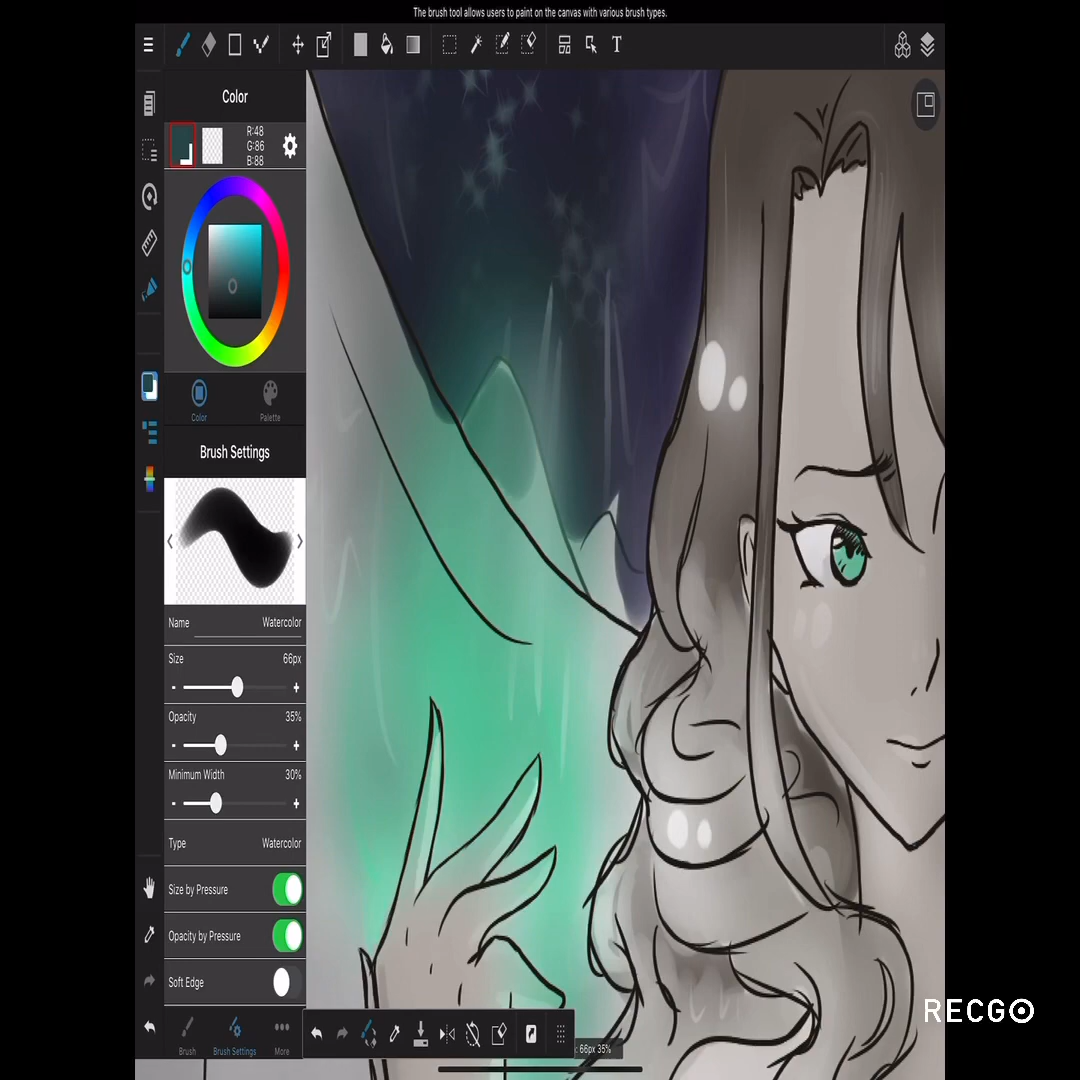 The brush tool allows users to paint on the canvas with various brush types.
T
Color
R:48
G:86
B:88
Color
Palette
Brush Settings
Name
Watercolor
Size
66px
-
+
Opacity
35%
-
+
Minimum Width
30%
-
+
Type
Watercolor
Size by Pressure
Opacity by Pressure
Soft Edge
Brush
Brush Settings
More
: 66px 35%
RECGO